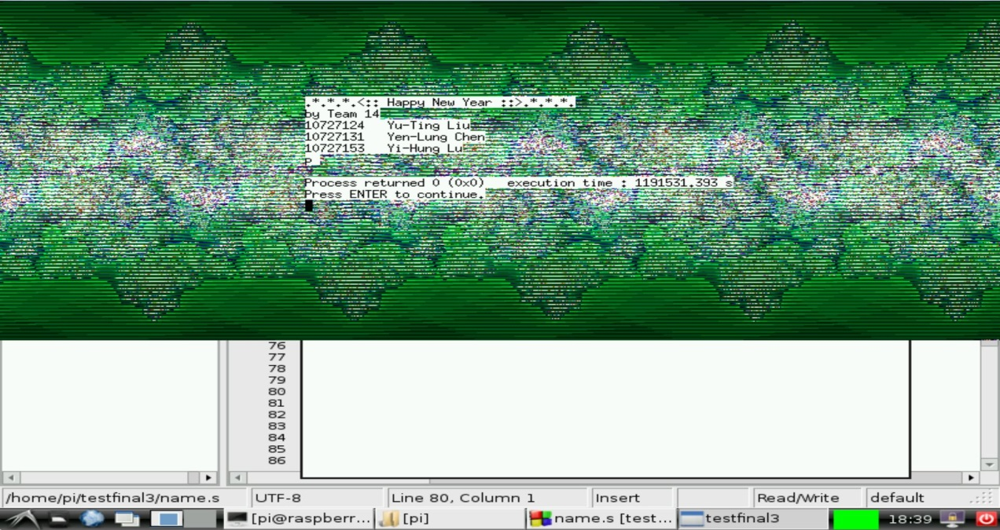 .*.*.*.<:: Happy New Year ::>.*.*.*.
by Team 14
10727124   Yu-Ting Liu
10727131   Yen-Lung Chen
10727153   Yi-Hung Lu
p
Process returned 0 (0x0)   execution time : 1191531.393 s
Press ENTER to continue.
76
77
78
79
80
81
82
83
84
85
86
/home/pi/testfinal3/name.s UTF-8 Line 80, Column 1 Insert Read/Write default
[pi@raspberr... [pi] name.s [test... testfinal3 18:39